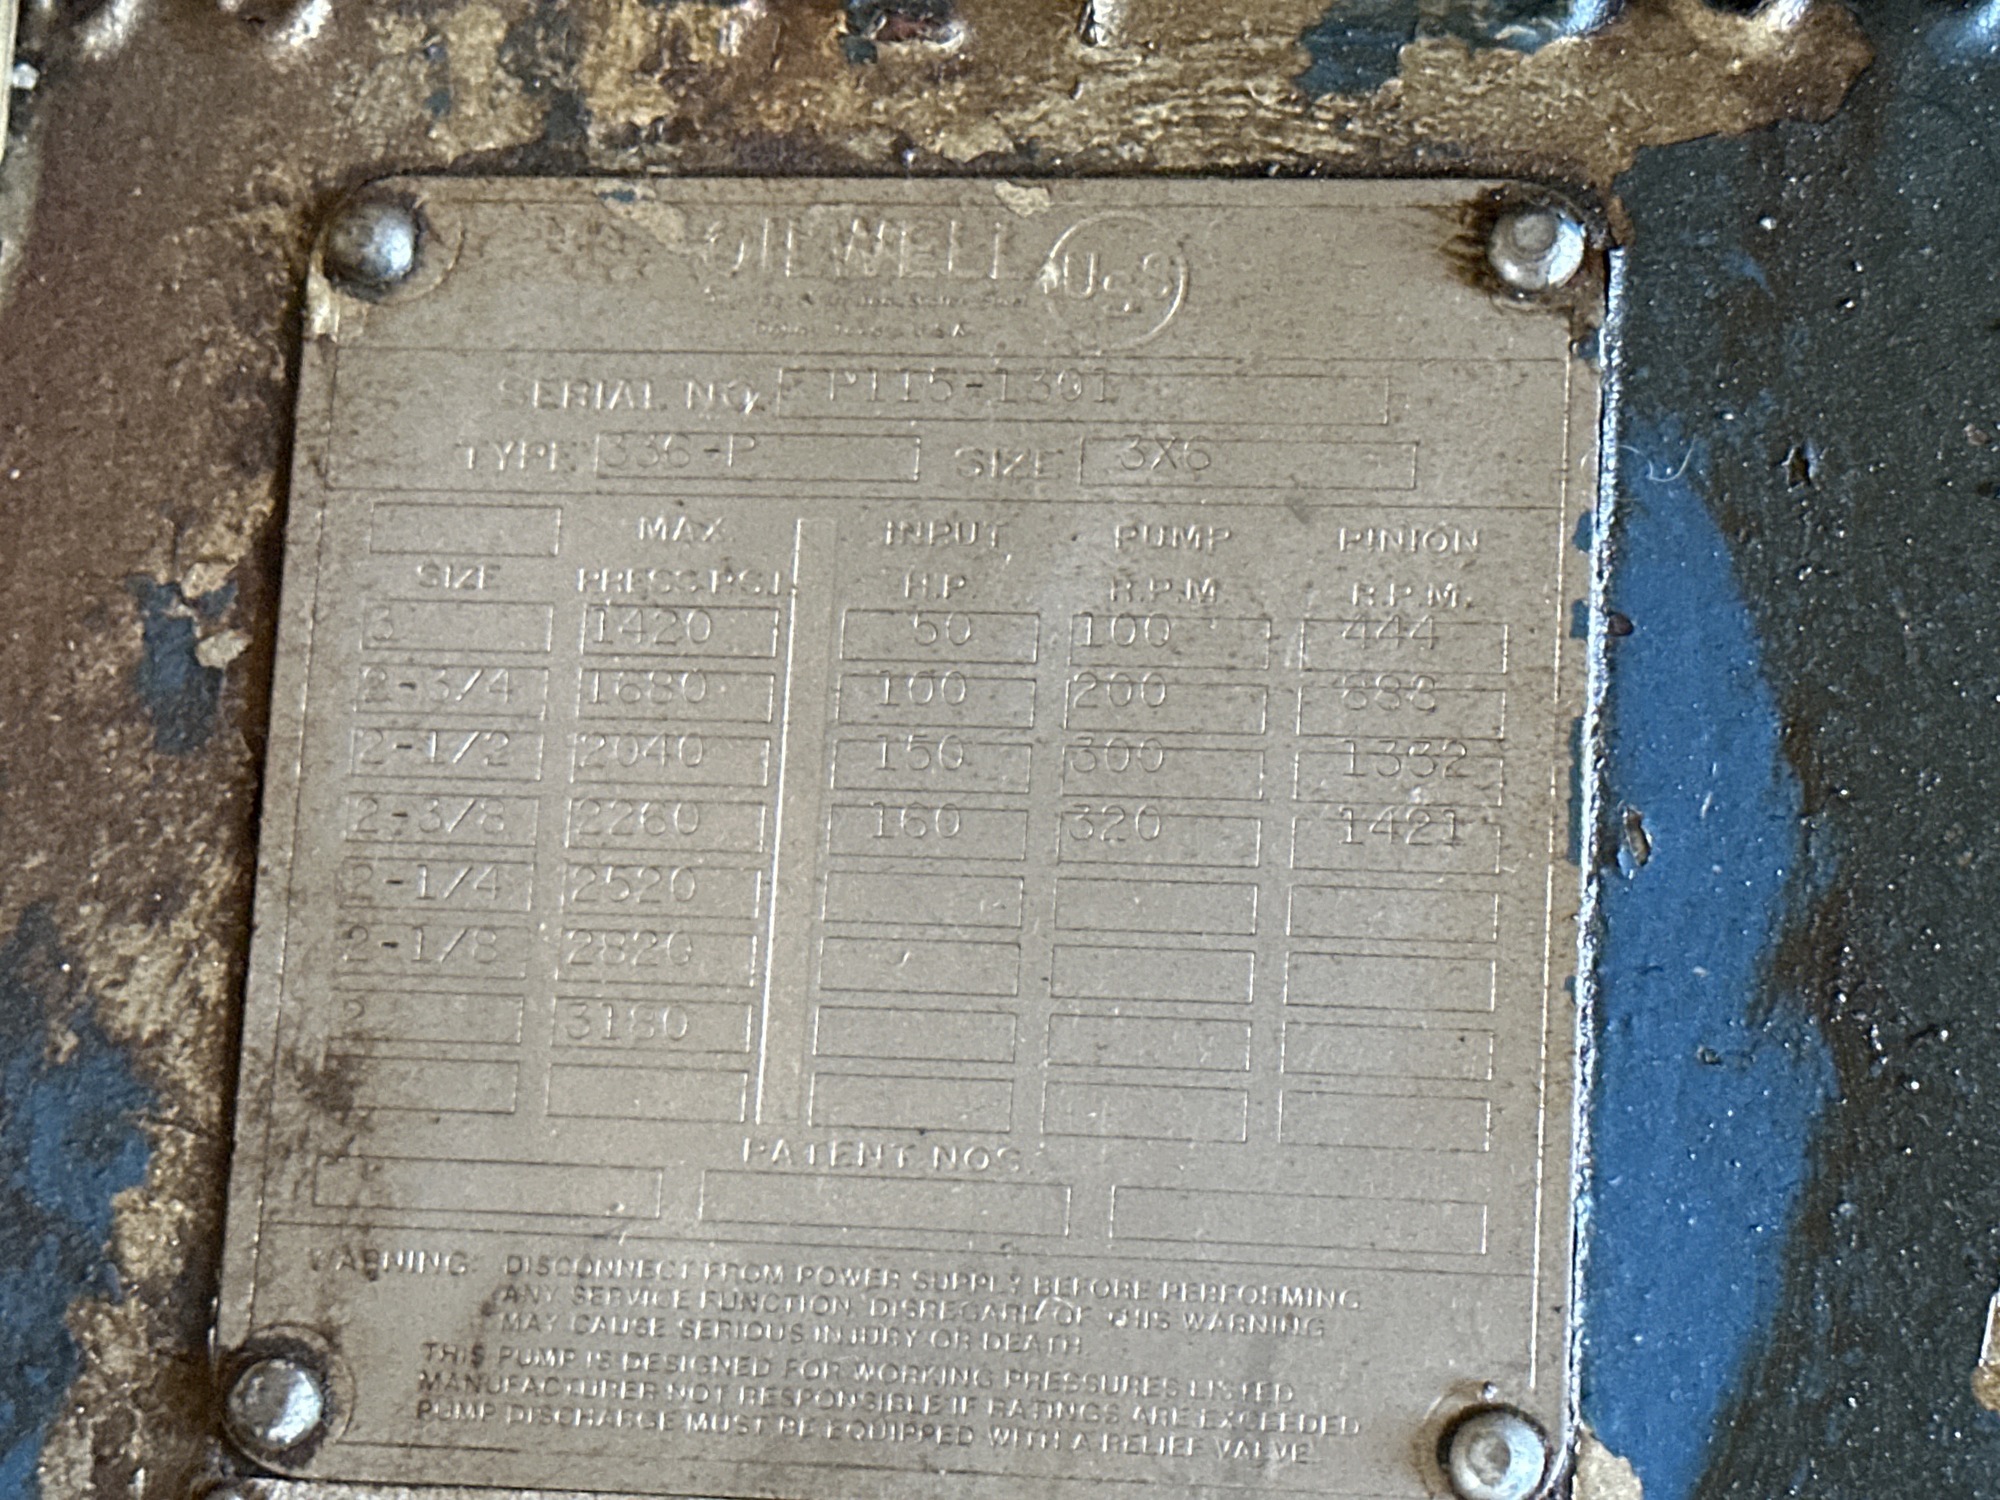 OILWELL USS
SERIAL NO. P115-1301
TYPE 336-P SIZE 3X6
MAX. INPUT PUMP PINION
SIZE PRESS.P.S.I. H.P. R.P.M. R.P.M.
3 1420 50 100 444
2-3/4 1680 100 200 888
2-1/2 2040 150 300 1332
2-3/8 2260 160 320 1421
2-1/4 2520
2-1/8 2820
2 3180
PATENT NOS.
WARNING: DISCONNECT FROM POWER SUPPLY BEFORE PERFORMING
ANY SERVICE FUNCTION, DISREGARD OF THIS WARNING
MAY CAUSE SERIOUS INJURY OR DEATH.
THIS PUMP IS DESIGNED FOR WORKING PRESSURES LISTED
MANUFACTURER NOT RESPONSIBLE IF RATINGS ARE EXCEEDED
PUMP DISCHARGE MUST BE EQUIPPED WITH A RELIEF VALVE.